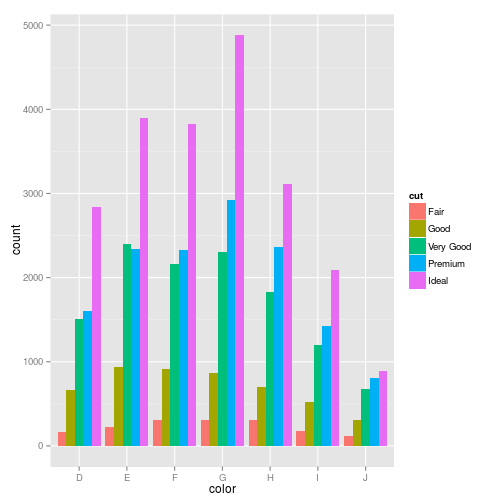 5000
4000
3000
2000
1000
0
count
D E F G H I J
color
cut
Fair
Good
Very Good
Premium
Ideal